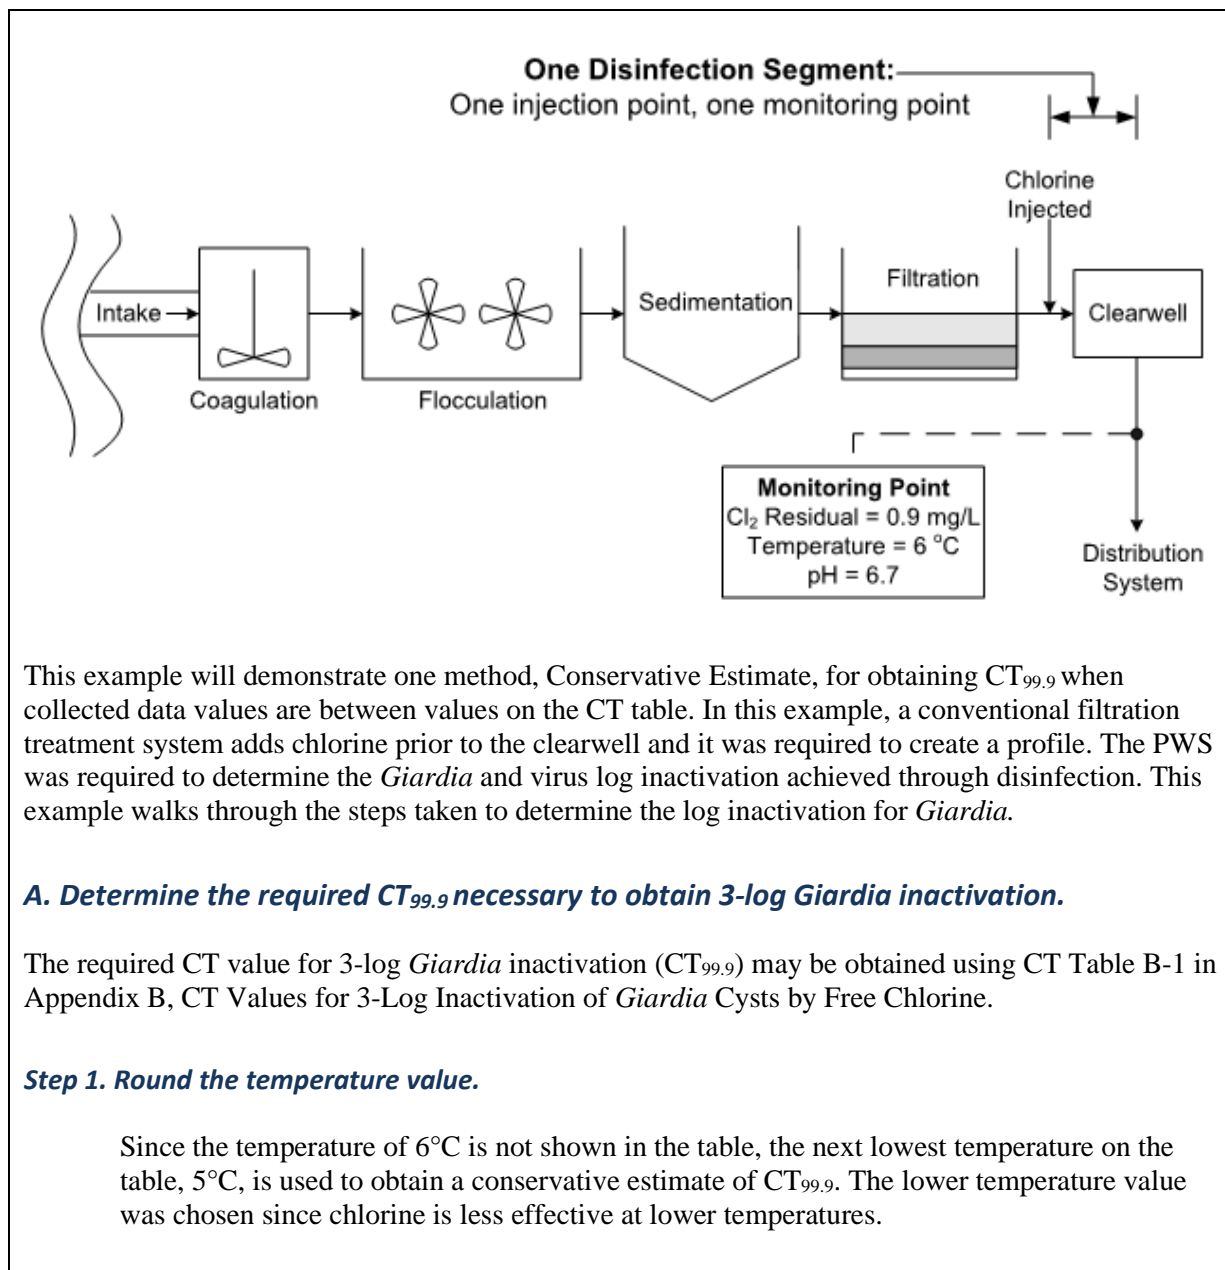 One Disinfection Segment:
One injection point, one monitoring point
Chlorine
Injected
Intake
Coagulation
Flocculation
Sedimentation
Filtration
Clearwell
Monitoring Point
Cl₂ Residual = 0.9 mg/L
Temperature = 6 °C
pH = 6.7
Distribution
System
This example will demonstrate one method, Conservative Estimate, for obtaining CT₉₉.₉ when
collected data values are between values on the CT table. In this example, a conventional filtration
treatment system adds chlorine prior to the clearwell and it was required to create a profile. The PWS
was required to determine the Giardia and virus log inactivation achieved through disinfection. This
example walks through the steps taken to determine the log inactivation for Giardia.
A. Determine the required CT₉₉.₉ necessary to obtain 3-log Giardia inactivation.
The required CT value for 3-log Giardia inactivation (CT₉₉.₉) may be obtained using CT Table B-1 in
Appendix B, CT Values for 3-Log Inactivation of Giardia Cysts by Free Chlorine.
Step 1. Round the temperature value.
Since the temperature of 6°C is not shown in the table, the next lowest temperature on the
table, 5°C, is used to obtain a conservative estimate of CT₉₉.₉. The lower temperature value
was chosen since chlorine is less effective at lower temperatures.